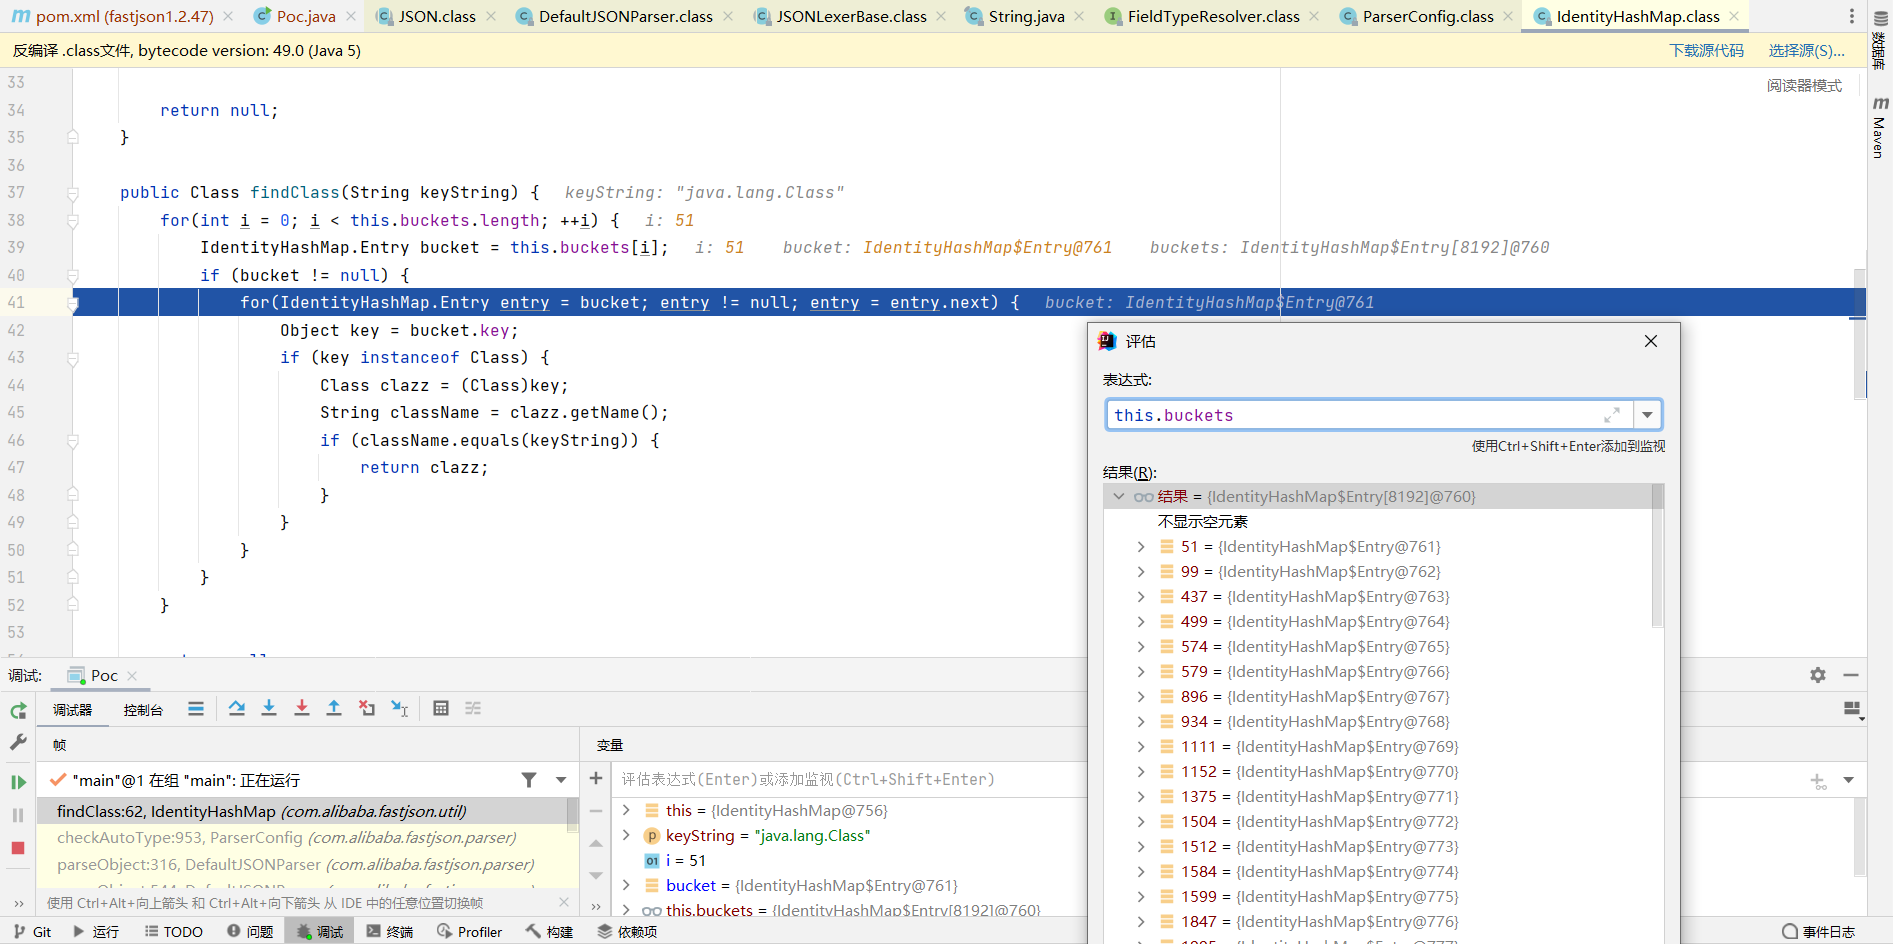 pom.xml (fastjson1.2.47) Poc.java JSON.class DefaultJSONParser.class JSONLexerBase.class String.java FieldTypeResolver.class ParserConfig.class IdentityHashMap.class
反编译 .class文件, bytecode version: 49.0 (Java 5) 下载源代码 选择源(S)...
数据库
Maven
阅读器模式
33
34 return null;
35 }
36
37 public Class findClass(String keyString) { keyString: "java.lang.Class"
38 for(int i = 0; i < this.buckets.length; ++i) { i: 51
39 IdentityHashMap.Entry bucket = this.buckets[i]; i: 51 bucket: IdentityHashMap$Entry@761 buckets: IdentityHashMap$Entry[8192]@760
40 if (bucket != null) {
41 for(IdentityHashMap.Entry entry = bucket; entry != null; entry = entry.next) { bucket: IdentityHashMap$Entry@761
42 Object key = bucket.key;
43 if (key instanceof Class) {
44 Class clazz = (Class)key;
45 String className = clazz.getName();
46 if (className.equals(keyString)) {
47 return clazz;
48 }
49 }
50 }
51 }
52 }
53
评估
表达式:
this.buckets
使用Ctrl+Shift+Enter添加到监视
结果(R):
结果 = {IdentityHashMap$Entry[8192]@760}
不显示空元素
51 = {IdentityHashMap$Entry@761}
99 = {IdentityHashMap$Entry@762}
437 = {IdentityHashMap$Entry@763}
499 = {IdentityHashMap$Entry@764}
574 = {IdentityHashMap$Entry@765}
579 = {IdentityHashMap$Entry@766}
896 = {IdentityHashMap$Entry@767}
934 = {IdentityHashMap$Entry@768}
1111 = {IdentityHashMap$Entry@769}
1152 = {IdentityHashMap$Entry@770}
1375 = {IdentityHashMap$Entry@771}
1504 = {IdentityHashMap$Entry@772}
1512 = {IdentityHashMap$Entry@773}
1584 = {IdentityHashMap$Entry@774}
1599 = {IdentityHashMap$Entry@775}
1847 = {IdentityHashMap$Entry@776}
调试: Poc
调试器 控制台
帧
"main"@1 在组 "main": 正在运行
findClass:62, IdentityHashMap (com.alibaba.fastjson.util)
checkAutoType:953, ParserConfig (com.alibaba.fastjson.parser)
parseObject:316, DefaultJSONParser (com.alibaba.fastjson.parser)
使用 Ctrl+Alt+向上箭头 和 Ctrl+Alt+向下箭头 从 IDE 中的任意位置切换帧
变量
评估表达式(Enter)或添加监视(Ctrl+Shift+Enter)
this = {IdentityHashMap@756}
keyString = "java.lang.Class"
i = 51
bucket = {IdentityHashMap$Entry@761}
this.buckets = {IdentityHashMap$Entry[8192]@760}
Git 运行 TODO 问题 调试 终端 Profiler 构建 依赖项 事件日志